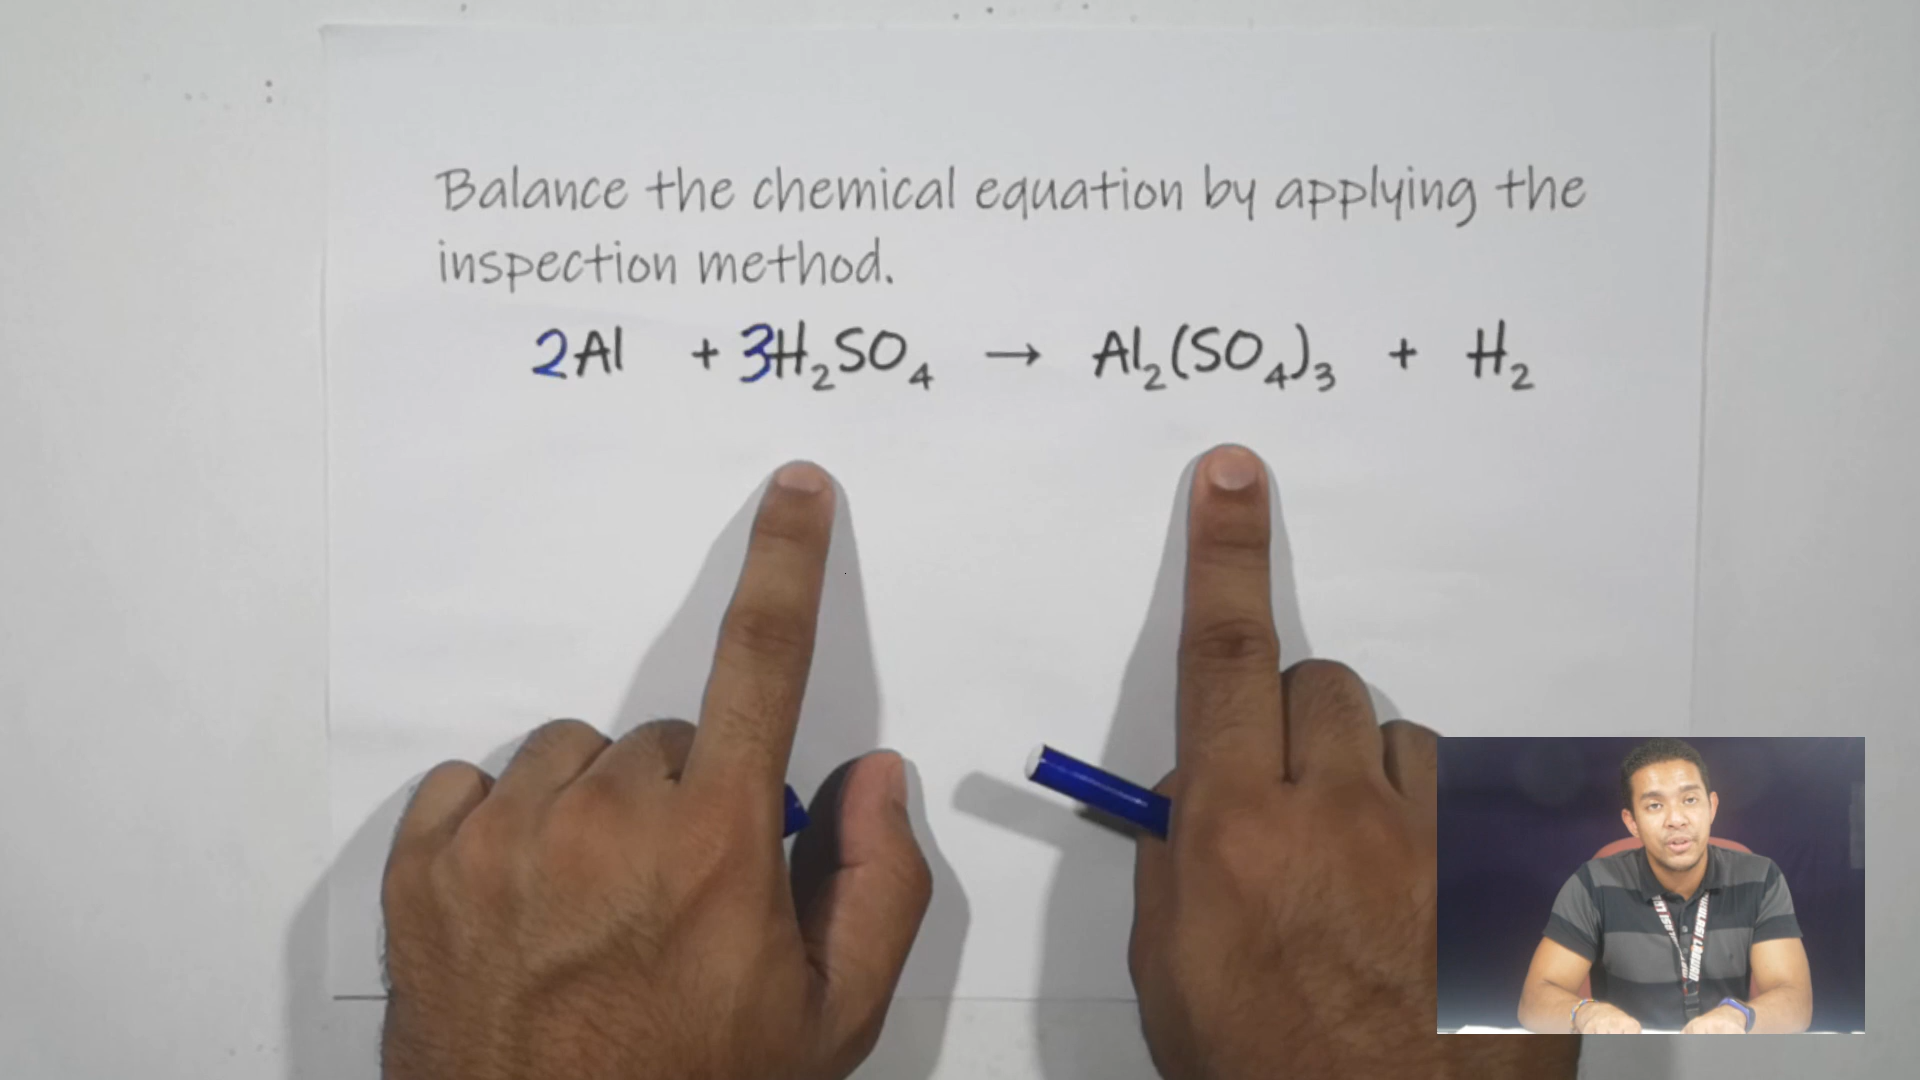 Balance the chemical equation by applying the
inspection method.
2Al + 3H₂SO₄ → Al₂(SO₄)₃ + H₂